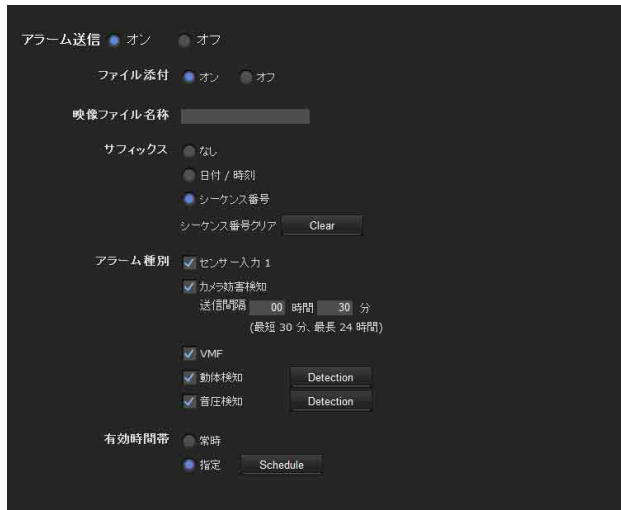 アラーム送信 オン オフ
ファイル添付 オン オフ
映像ファイル名称
サフィックス なし
日付 / 時刻
シーケンス番号
シーケンス番号クリア Clear
アラーム種別 センサー入力 1
カメラ妨害検知
送信間隔 00 時間 30 分
(最短 30 分、最長 24 時間)
VMF
動体検知 Detection
音圧検知 Detection
有効時間帯 常時
指定 Schedule